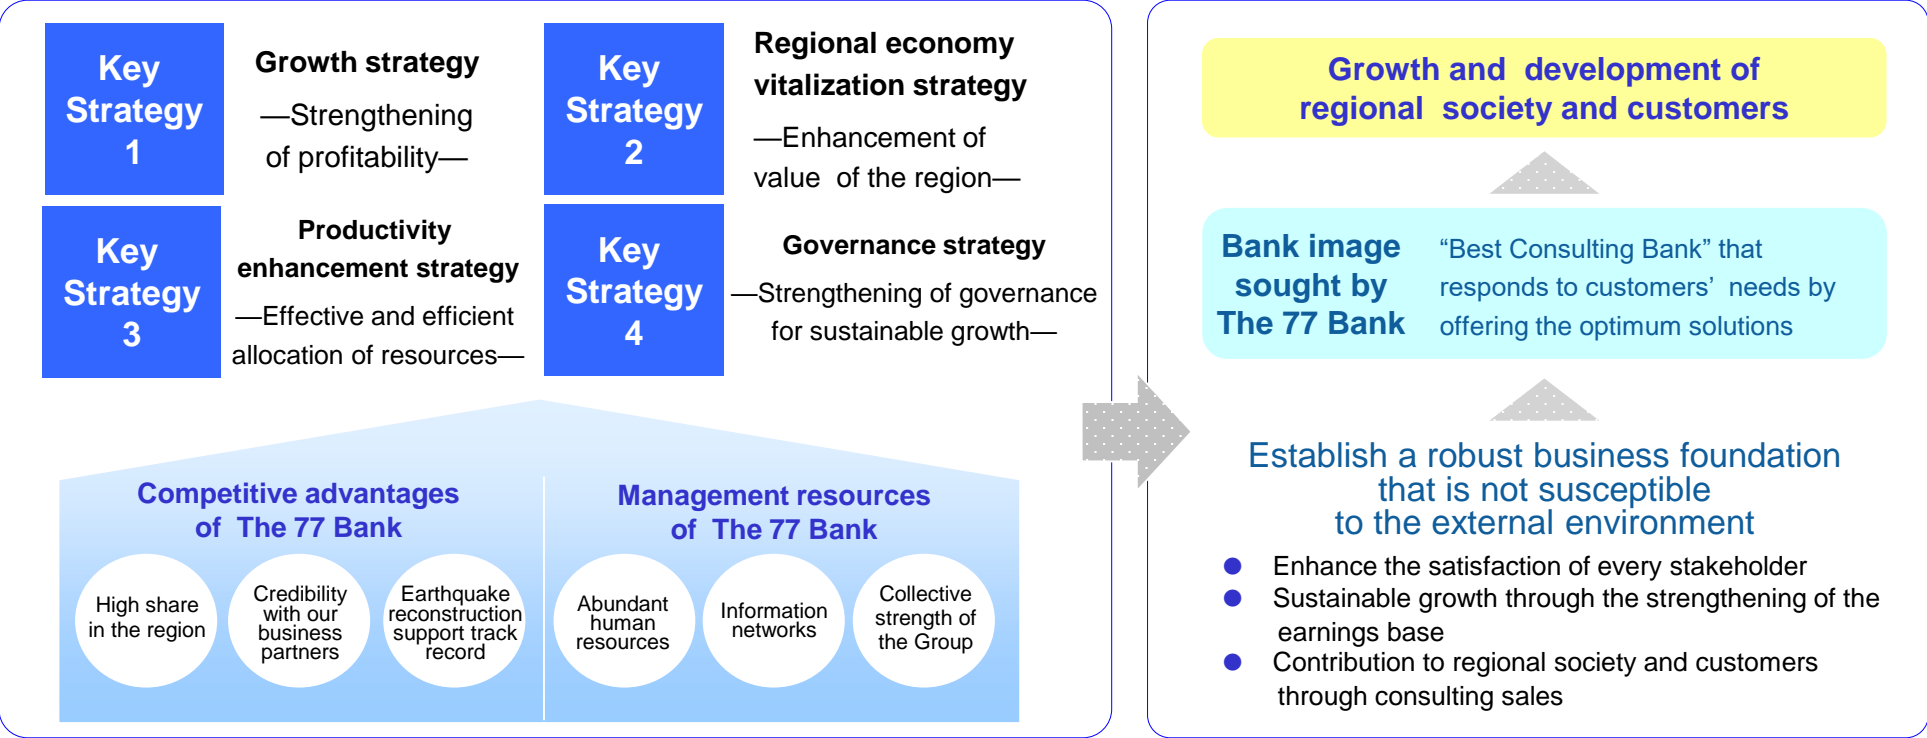 Key
Strategy
1
Growth strategy
—Strengthening
of profitability—
Key
Strategy
2
Regional economy
vitalization strategy
—Enhancement of
value of the region—
Key
Strategy
3
Productivity
enhancement strategy
—Effective and efficient
allocation of resources—
Key
Strategy
4
Governance strategy
—Strengthening of governance
for sustainable growth—
Competitive advantages
of The 77 Bank
High share
in the region
Credibility
with our
business
partners
Earthquake
reconstruction
support track
record
Management resources
of The 77 Bank
Abundant
human
resources
Information
networks
Collective
strength of
the Group
Growth and development of
regional society and customers
Bank image
sought by
The 77 Bank
“Best Consulting Bank” that
responds to customers’ needs by
offering the optimum solutions
Establish a robust business foundation
that is not susceptible
to the external environment
● Enhance the satisfaction of every stakeholder
● Sustainable growth through the strengthening of the
earnings base
● Contribution to regional society and customers
through consulting sales